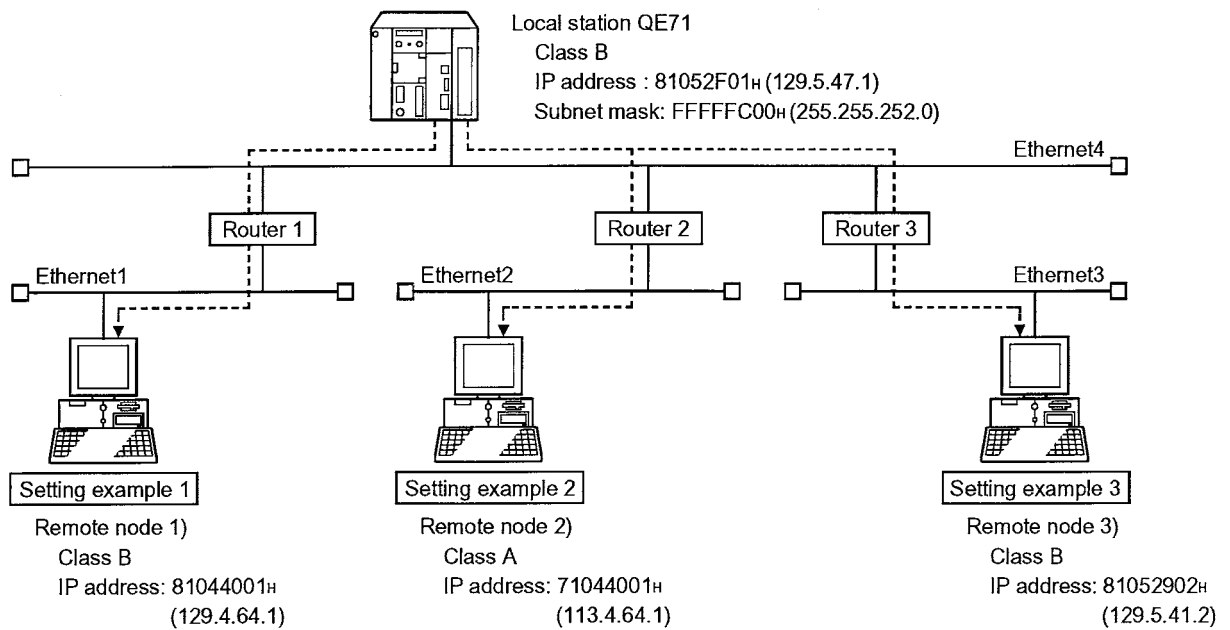 Local station QE71
Class B
IP address : 81052F01H (129.5.47.1)
Subnet mask: FFFFFC00H (255.255.252.0)
Ethernet4
Router 1
Router 2
Router 3
Ethernet1
Ethernet2
Ethernet3
Setting example 1
Remote node 1)
Class B
IP address: 81044001H
(129.4.64.1)
Setting example 2
Remote node 2)
Class A
IP address: 71044001H
(113.4.64.1)
Setting example 3
Remote node 3)
Class B
IP address: 81052902H
(129.5.41.2)